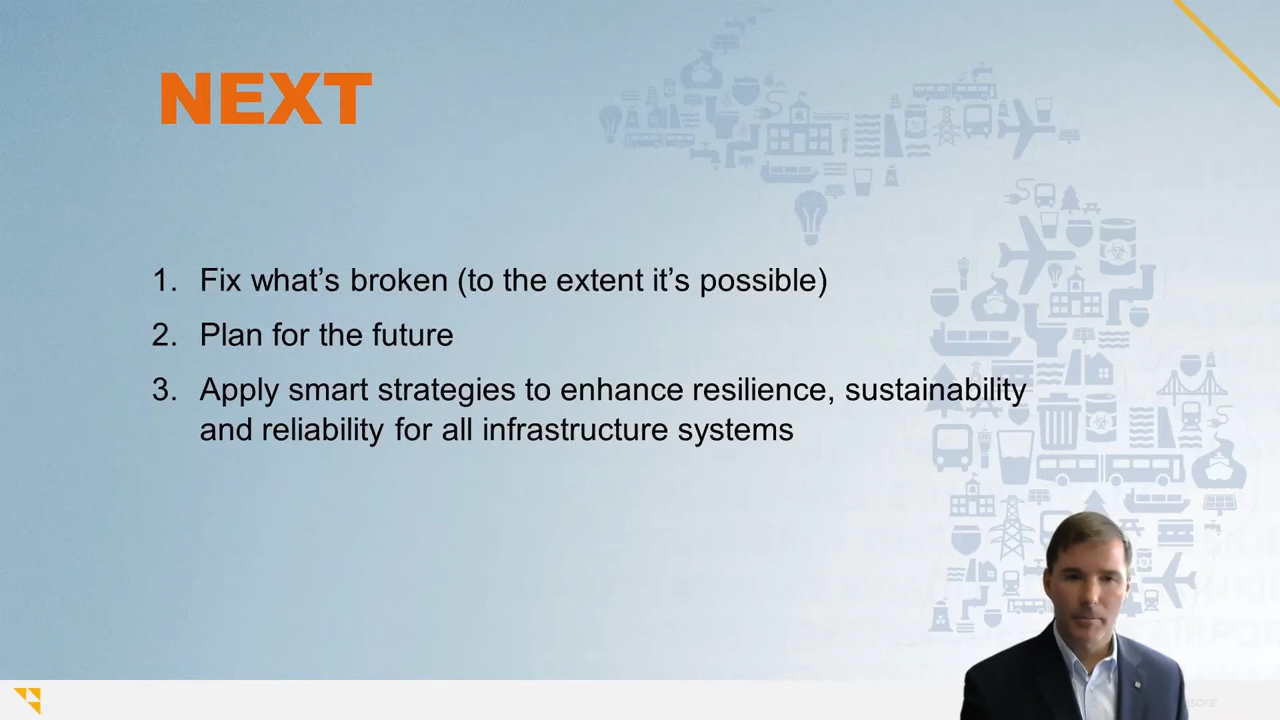 NEXT
1. Fix what’s broken (to the extent it’s possible)
2. Plan for the future
3. Apply smart strategies to enhance resilience, sustainability
and reliability for all infrastructure systems